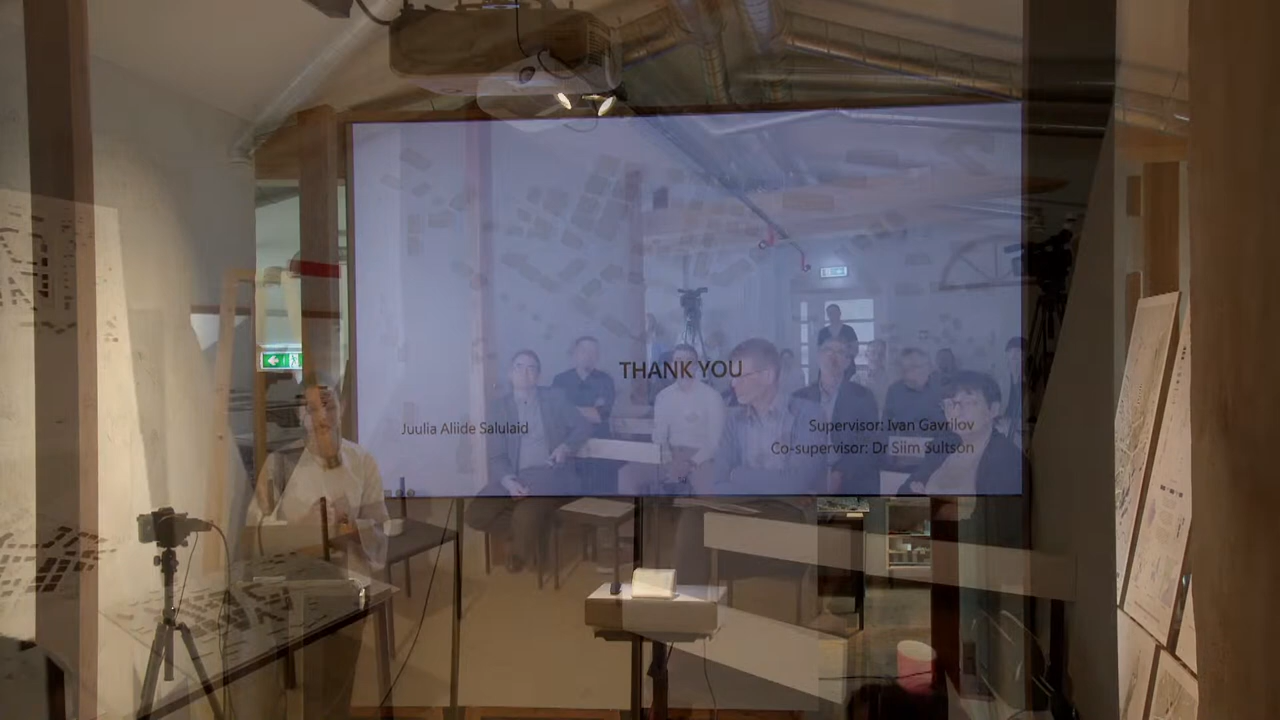 THANK YOU
Juulia Aliide Salulaid
Supervisor: Ivan Gavrilov
Co-supervisor: Dr Siim Sultson